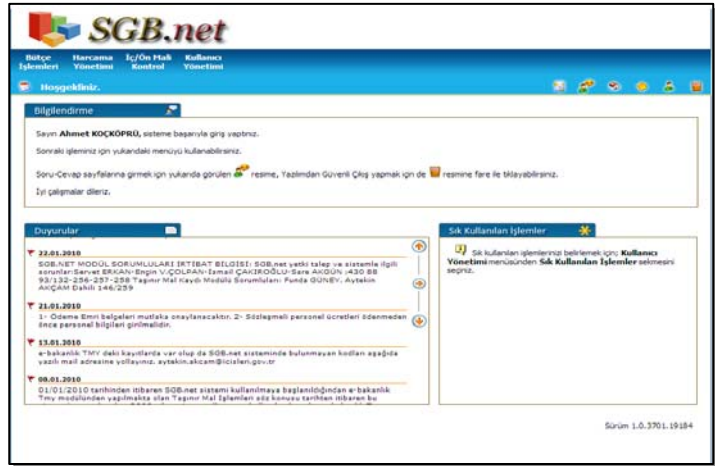 SGB.net
Bütçe İşlemleri
Harcama Yönetimi
İç/Ön Mali Kontrol
Kullanıcı Yönetimi
Hoşgeldiniz.
Bilgilendirme
Sayın Ahmet KOÇKÖPRÜ, sisteme başarıyla giriş yaptınız.
Sonraki işleminiz için yukarıdaki menüyü kullanabilirsiniz.
Soru-Cevap sayfalarına girmek için yukarıda görülen resime, Yazılımdan Güvenli Çıkış yapmak için de resmine fare ile tıklayabilirsiniz.
İyi çalışmalar dileriz.
Duyurular
22.01.2010
SGB.NET MODÜL SORUMLULARI İRTİBAT BİLGİSİ: SGB.net yetki talep ve sistemle ilgili
sorunlar:Servet ERKAN-Engin V.ÇOLPAN-İsmail ÇAKIROĞLU-Sara AKGÜN :430 88
93/132-256-257-258 Taşınır Mal Kaydı Modülü Sorumluları: Funda GÜNEY, Aytekin
AKÇAM Dahili 146/259
21.01.2010
1- Ödeme Emri belgeleri mutlaka onaylanacaktır. 2- Sözleşmeli personel ücretleri ödenmeden
önce personel bilgileri girilmelidir.
13.01.2010
e-bakanlık TMY deki kayıtlarda var olup da SGB.net sisteminde bulunmayan kodları aşağıda
yazılı mail adresine yollayınız. aytekin.akcam@icisleri.gov.tr
08.01.2010
01/01/2010 tarihinden itibaren SGB.net sistemi kullanılmaya başlanıldığından e-bakanlık
Tmy modülünden yapılmakta olan Taşınır Mal İşlemleri söz konusu tarihten itibaren bu
Sık Kullanılan İşlemler
Sık kullanılan işlemlerinizi belirlemek için; Kullanıcı
Yönetimi menüsünden Sık Kullanılan İşlemler sekmesini
seçiniz.
Sürüm 1.0.3701.19184